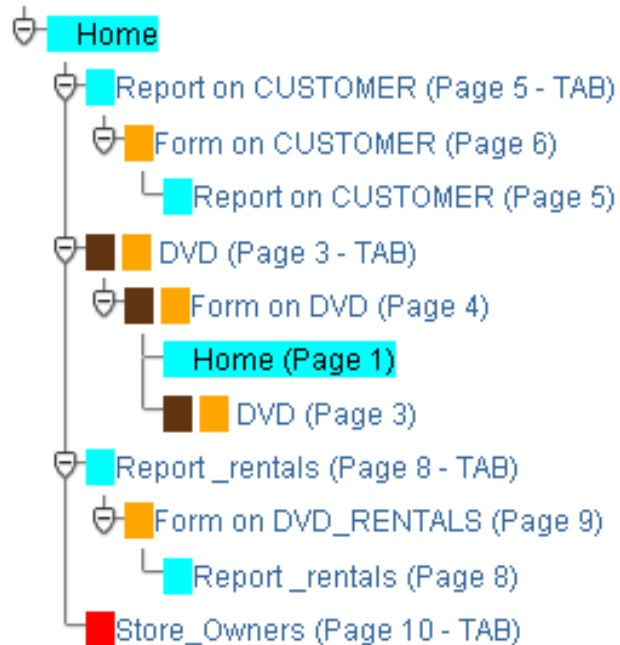 Home
Report on CUSTOMER (Page 5 - TAB)
Form on CUSTOMER (Page 6)
Report on CUSTOMER (Page 5)
DVD (Page 3 - TAB)
Form on DVD (Page 4)
Home (Page 1)
DVD (Page 3)
Report _rentals (Page 8 - TAB)
Form on DVD_RENTALS (Page 9)
Report _rentals (Page 8)
Store_Owners (Page 10 - TAB)